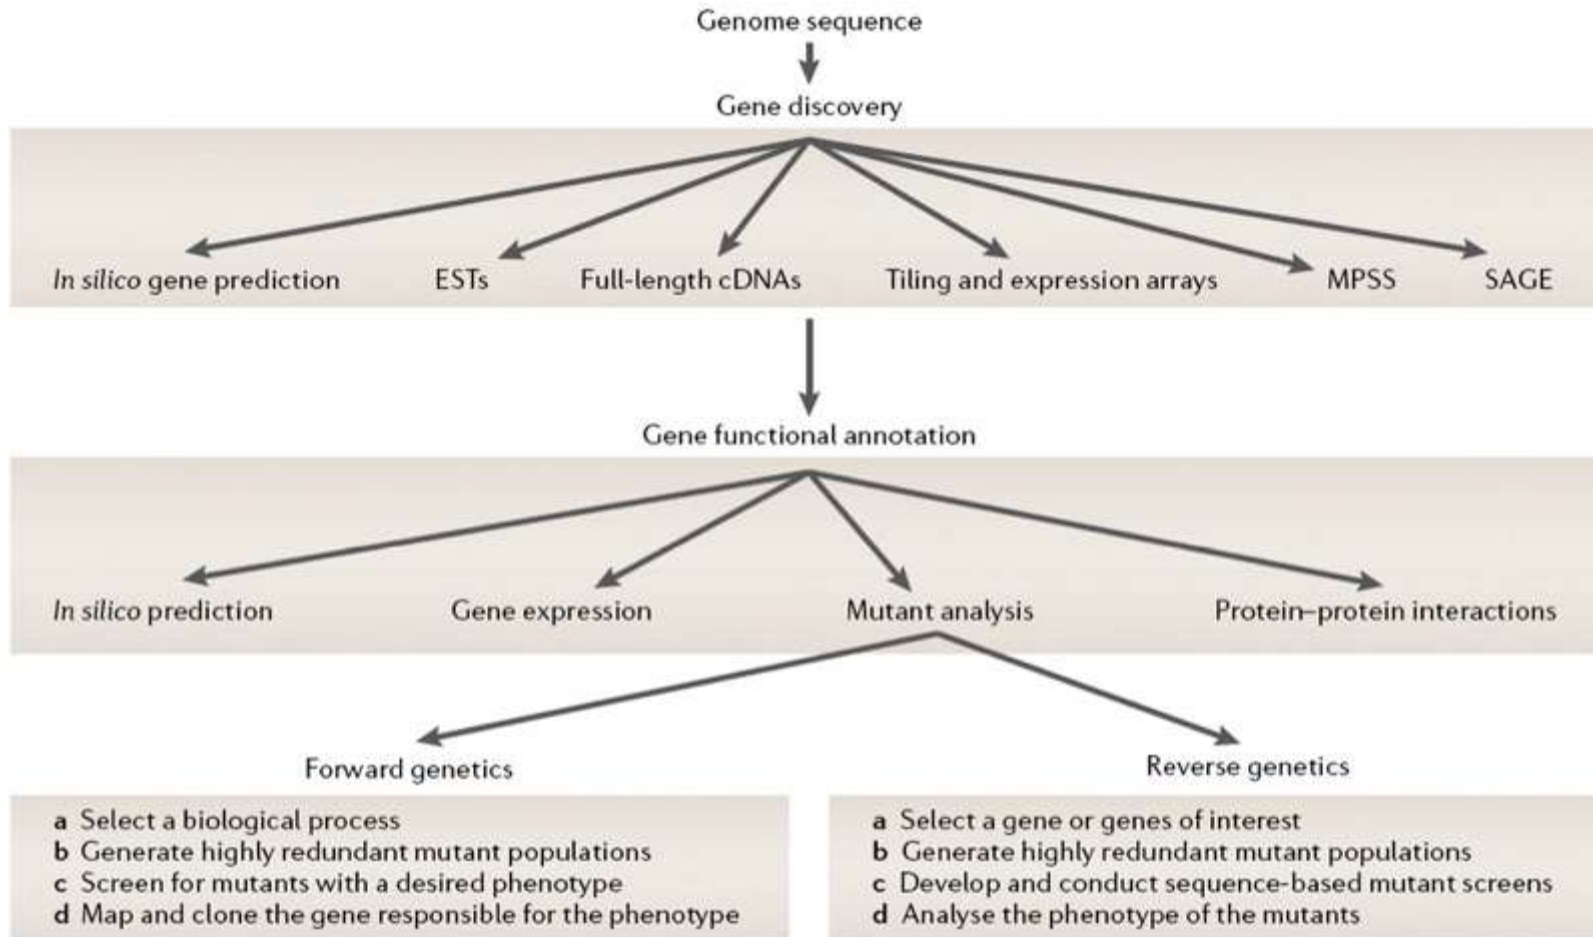 Genome sequence
Gene discovery
In silico gene prediction
ESTs
Full-length cDNAs
Tiling and expression arrays
MPSS
SAGE
Gene functional annotation
In silico prediction
Gene expression
Mutant analysis
Protein–protein interactions
Forward genetics
a Select a biological process
b Generate highly redundant mutant populations
c Screen for mutants with a desired phenotype
d Map and clone the gene responsible for the phenotype
Reverse genetics
a Select a gene or genes of interest
b Generate highly redundant mutant populations
c Develop and conduct sequence-based mutant screens
d Analyse the phenotype of the mutants